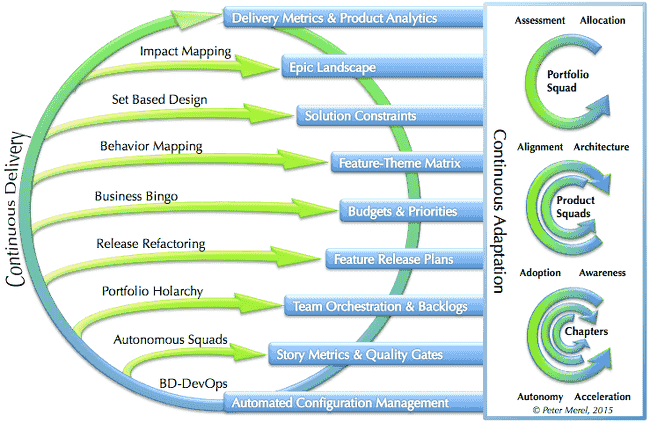 Delivery Metrics & Product Analytics
Impact Mapping
Epic Landscape
Set Based Design
Solution Constraints
Behavior Mapping
Feature-Theme Matrix
Business Bingo
Budgets & Priorities
Release Refactoring
Feature Release Plans
Portfolio Holarchy
Team Orchestration & Backlogs
Autonomous Squads
Story Metrics & Quality Gates
BD-DevOps
Automated Configuration Management
Continuous Delivery
Continuous Adaptation
Assessment Allocation
Portfolio
Squad
Alignment Architecture
Product
Squads
Adoption Awareness
Chapters
Autonomy Acceleration
© Peter Merel, 2015